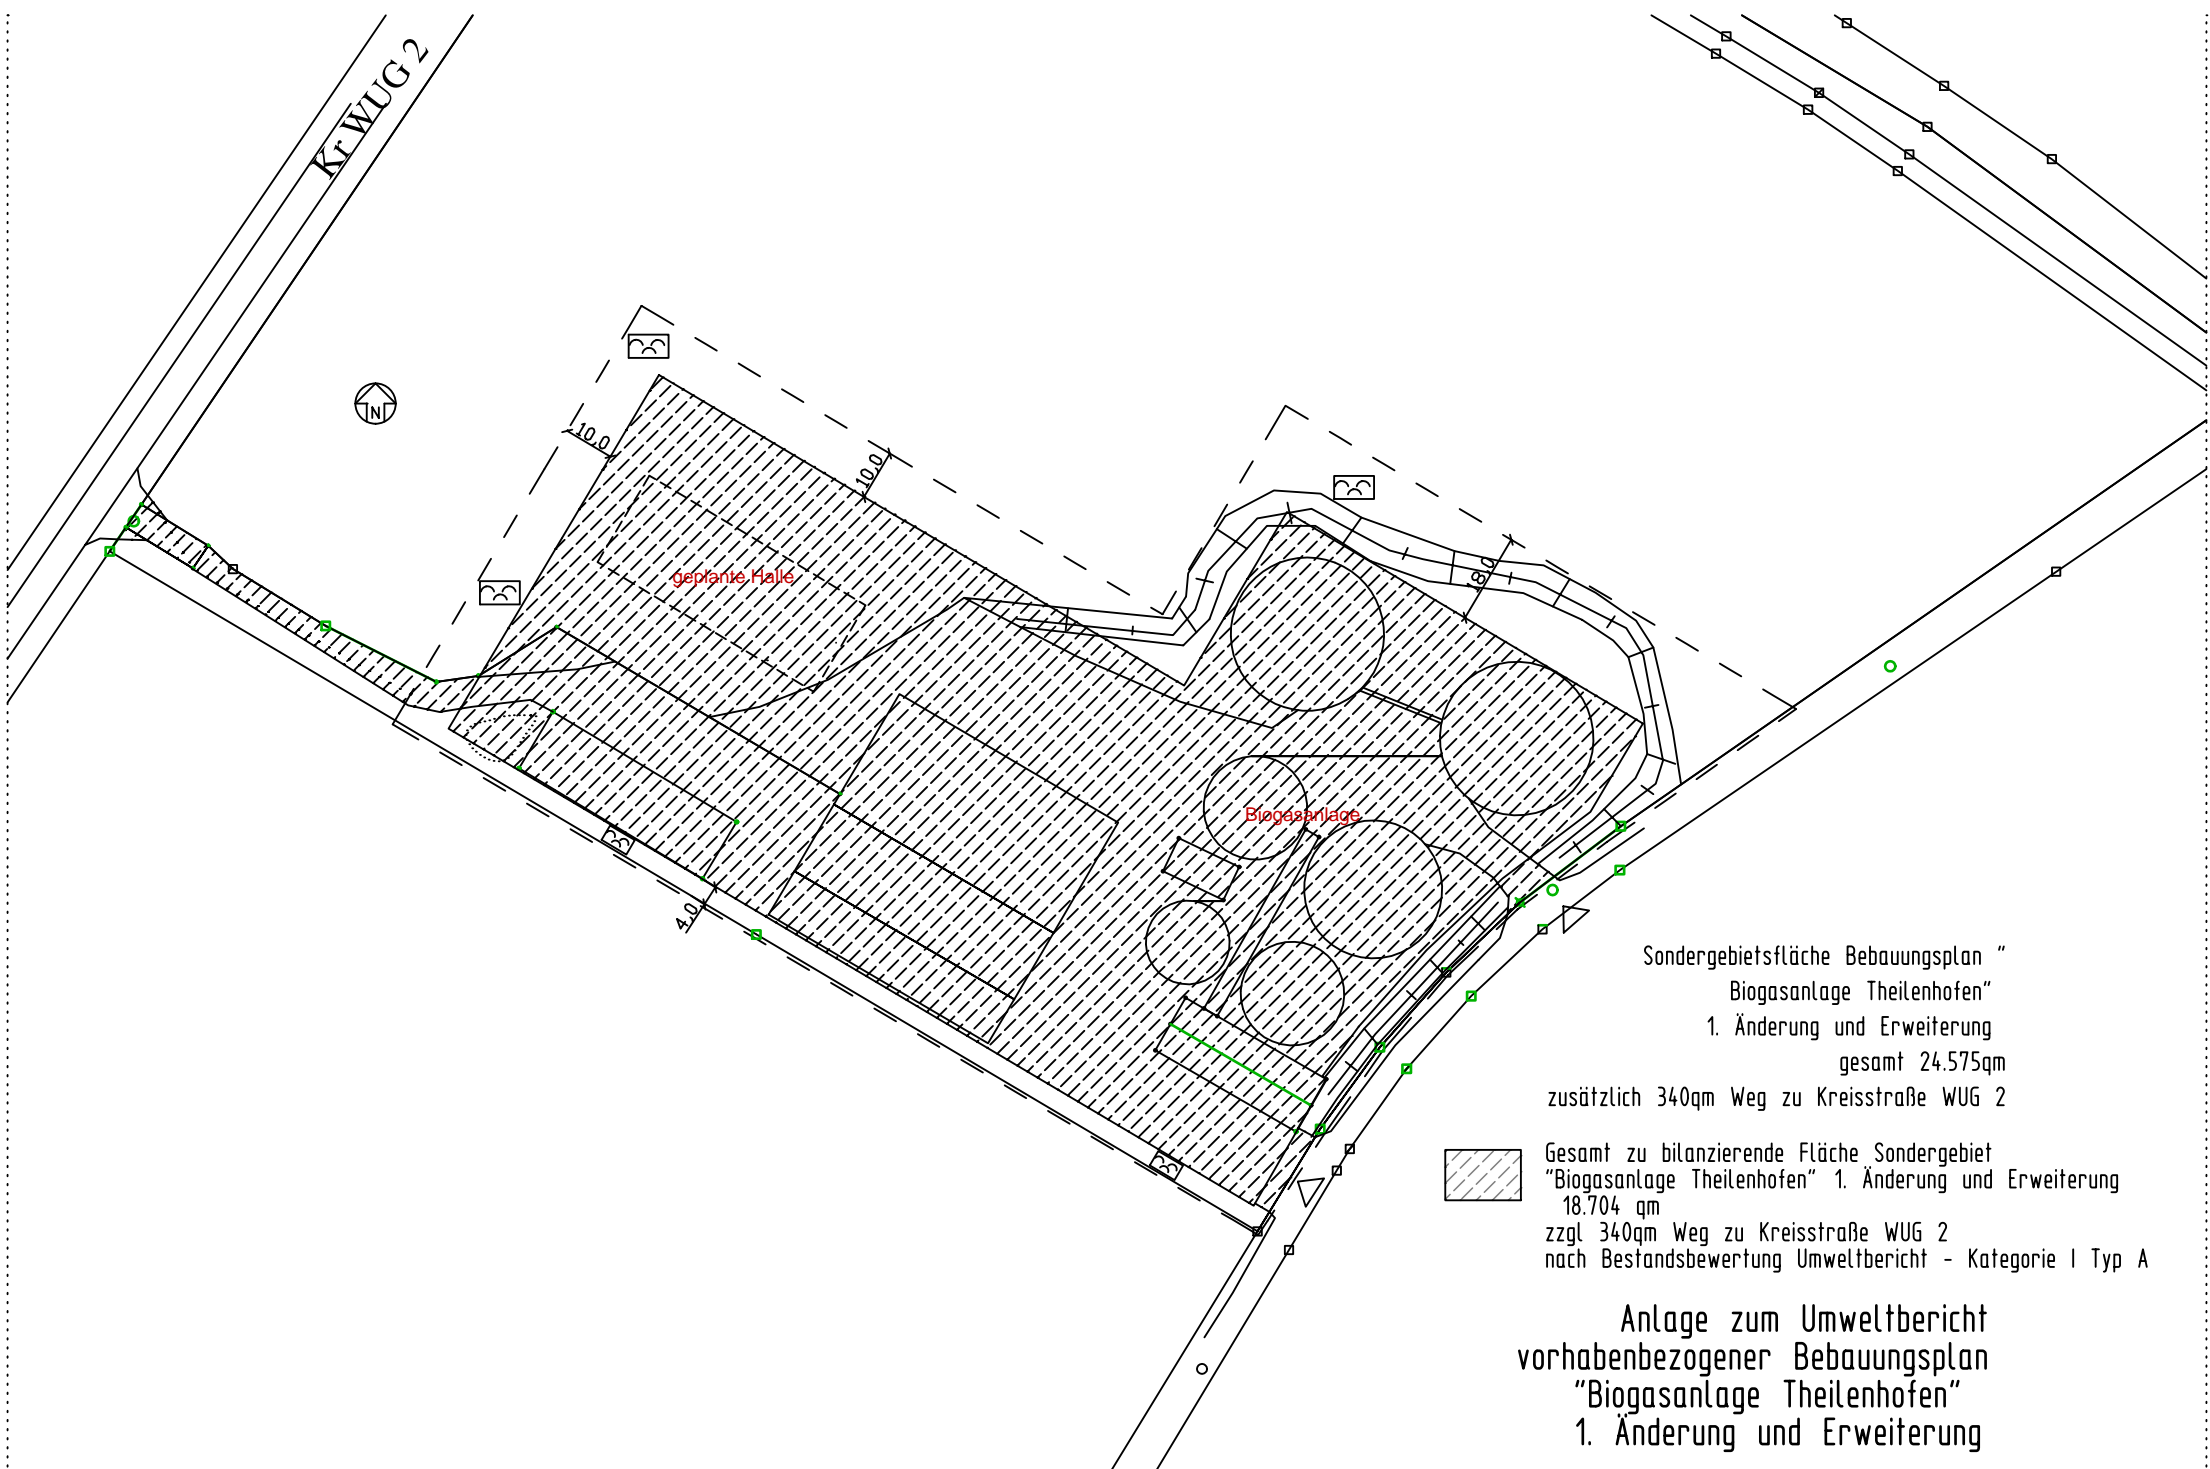 Kr WUG 2
N
10,0
10,0
18,0
geplante Halle
Biogasanlage
4,0
Sondergebietsfläche Bebauungsplan "
Biogasanlage Theilenhofen"
1. Änderung und Erweiterung
gesamt 24.575qm
zusätzlich 340qm Weg zu Kreisstraße WUG 2
Gesamt zu bilanzierende Fläche Sondergebiet
"Biogasanlage Theilenhofen" 1. Änderung und Erweiterung
18.704 qm
zzgl 340qm Weg zu Kreisstraße WUG 2
nach Bestandsbewertung Umweltbericht - Kategorie I Typ A
Anlage zum Umweltbericht
vorhabenbezogener Bebauungsplan
"Biogasanlage Theilenhofen"
1. Änderung und Erweiterung